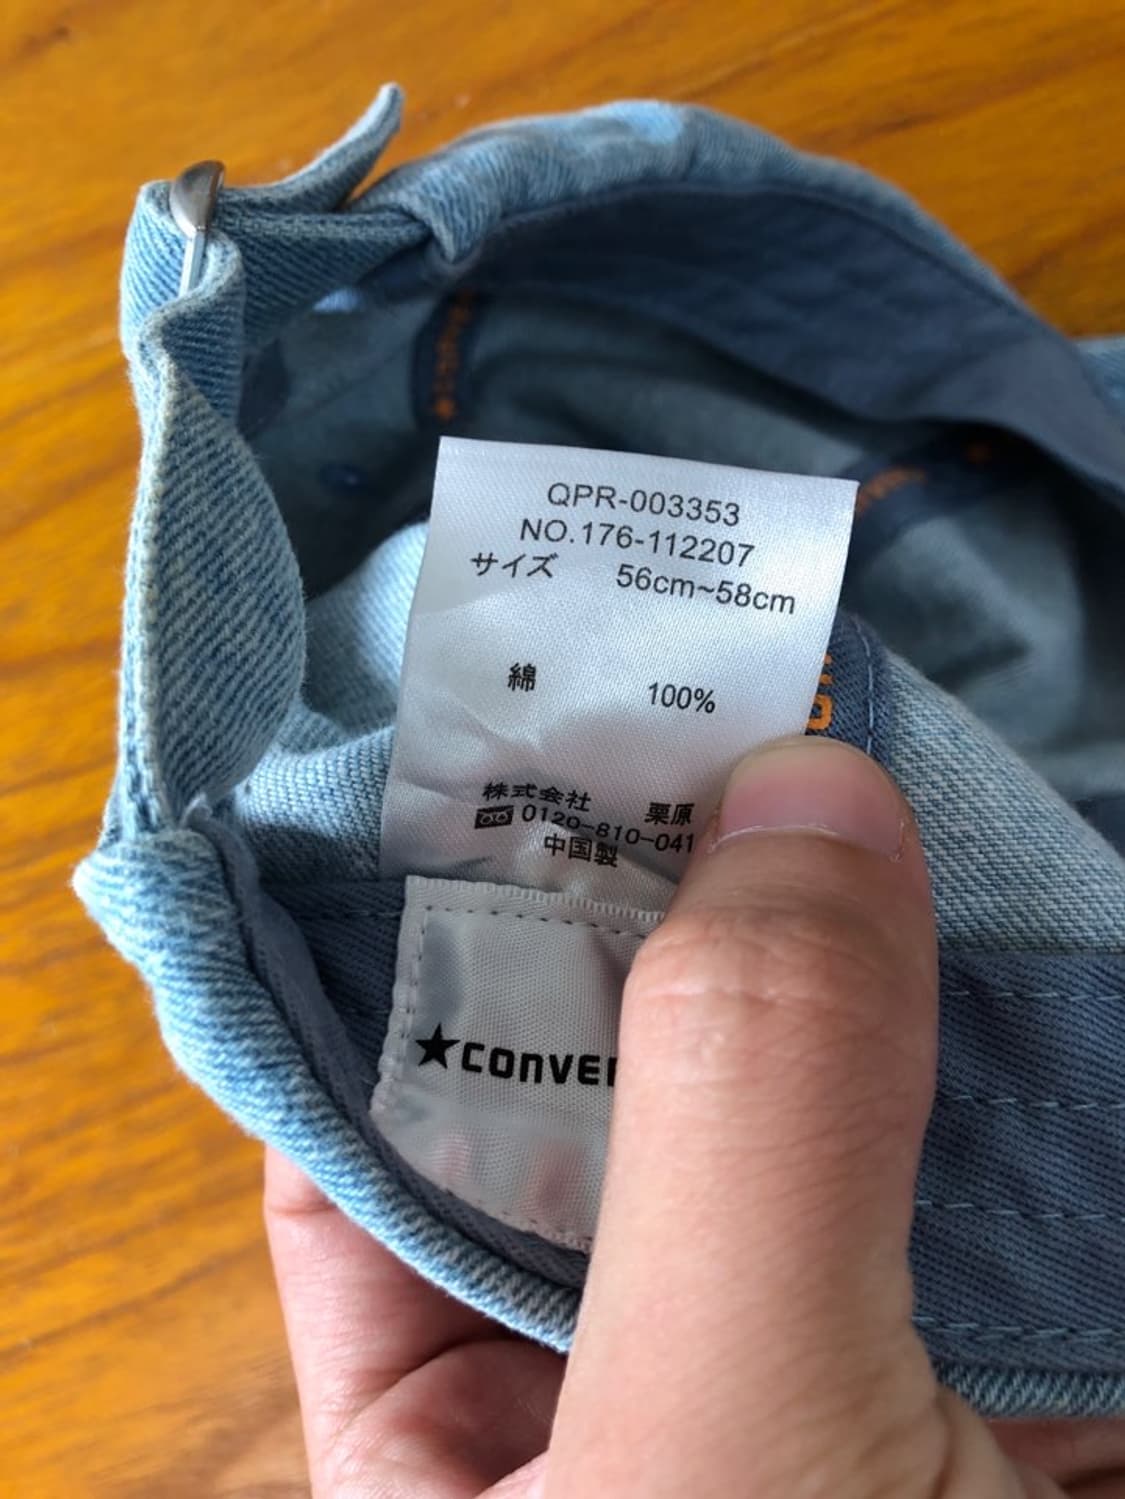 QPR-003353
NO.176-112207
サイズ 56cm~58cm
綿 100%
株式会社 栗原
0120-810-041
中国製
★CONVE